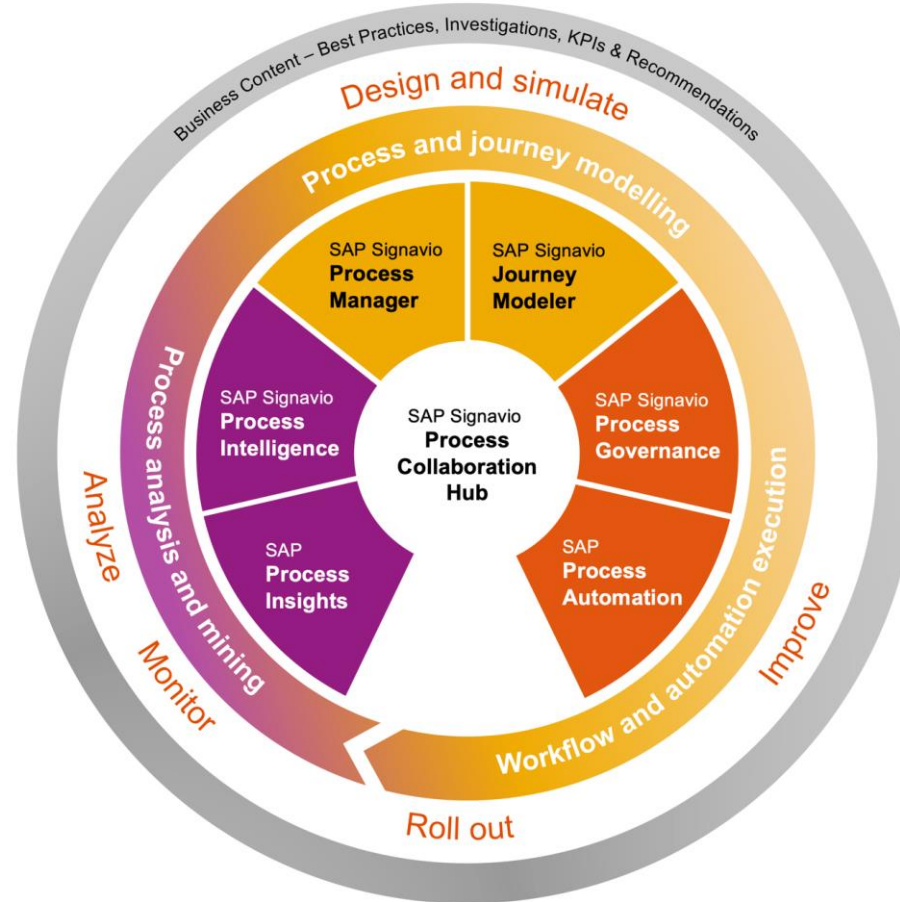 Business Content – Best Practices, Investigations, KPIs & Recommendations
Design and simulate
Process and journey modelling
SAP Signavio
Process
Manager
SAP Signavio
Journey
Modeler
SAP Signavio
Process
Intelligence
SAP Signavio
Process
Collaboration
Hub
SAP Signavio
Process
Governance
SAP
Process
Insights
SAP
Process
Automation
Process analysis and mining
Workflow and automation execution
Analyze
Monitor
Improve
Roll out